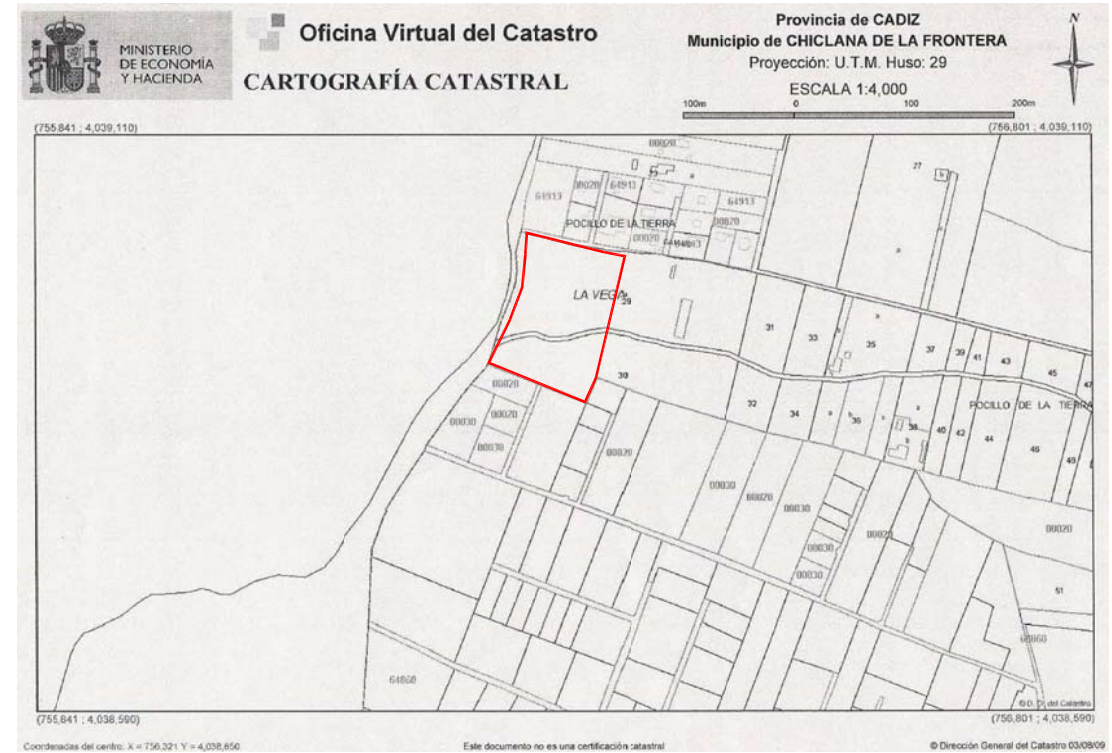 MINISTERIO
DE ECONOMÍA
Y HACIENDA
Oficina Virtual del Catastro
CARTOGRAFÍA CATASTRAL
Provincia de CADIZ
Municipio de CHICLANA DE LA FRONTERA
Proyección: U.T.M. Huso: 29
ESCALA 1:4,000
100m 0 100 200m
N
(755,841 ; 4,039,110)
(756,801 ; 4,039,110)
00020
27
64913
00020
64913
64913
POCILLO DE LA TIERRA
00020
00020
64913
LA VEGA
29
31
33
35
37
39
41
43
45
47
30
00020
32
34
36
38
40
42
44
46
48
POCILLO DE LA TIERRA
00030
00020
00030
00020
00030
00020
00030
00020
00030
00030
00020
51
64860
64860
(755,841 ; 4,038,590)
(756,801 ; 4,038,590)
Coordenadas del centro: X = 756,321 Y = 4,038,850
Este documento no es una certificación catastral
© Dirección General del Catastro 03/08/09